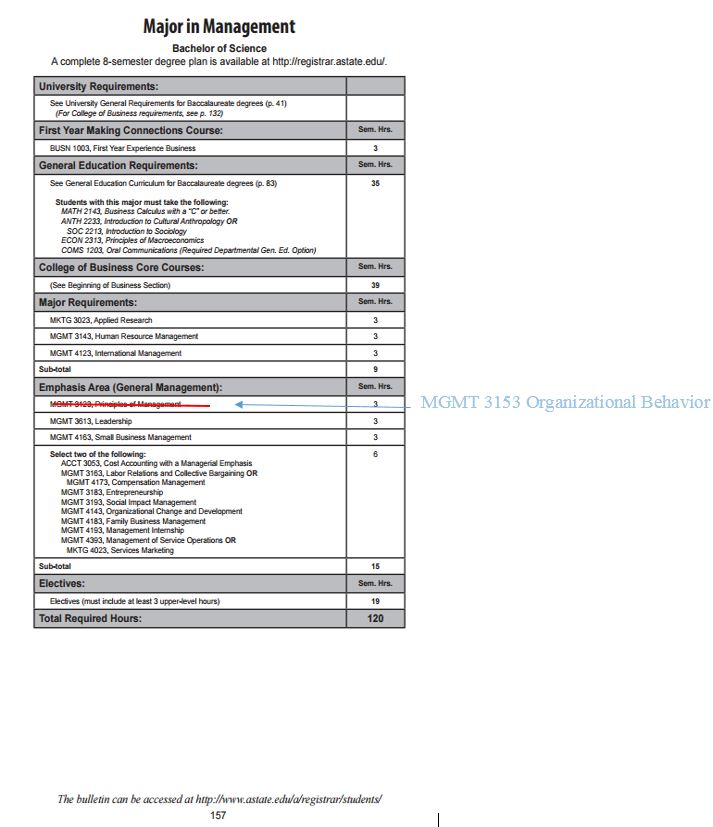 Major in Management
Bachelor of Science
A complete 8-semester degree plan is available at http://registrar.astate.edu/.
University Requirements:
See University General Requirements for Baccalaureate degrees (p. 41)
(For College of Business requirements, see p. 132)
First Year Making Connections Course: Sem. Hrs.
BUSN 1003, First Year Experience Business 3
General Education Requirements: Sem. Hrs.
See General Education Curriculum for Baccalaureate degrees (p. 83) 35
Students with this major must take the following:
MATH 2143, Business Calculus with a "C" or better.
ANTH 2233, Introduction to Cultural Anthropology OR
SOC 2213, Introduction to Sociology
ECON 2313, Principles of Macroeconomics
COMS 1203, Oral Communications (Required Departmental Gen. Ed. Option)
College of Business Core Courses: Sem. Hrs.
(See Beginning of Business Section) 39
Major Requirements: Sem. Hrs.
MKTG 3023, Applied Research 3
MGMT 3143, Human Resource Management 3
MGMT 4123, International Management 3
Sub-total 9
Emphasis Area (General Management): Sem. Hrs.
MGMT 3123, Principles of Management 3 MGMT 3153 Organizational Behavior
MGMT 3613, Leadership 3
MGMT 4163, Small Business Management 3
Select two of the following: 6
ACCT 3053, Cost Accounting with a Managerial Emphasis
MGMT 3163, Labor Relations and Collective Bargaining OR
MGMT 4173, Compensation Management
MGMT 3183, Entrepreneurship
MGMT 3193, Social Impact Management
MGMT 4143, Organizational Change and Development
MGMT 4183, Family Business Management
MGMT 4193, Management Internship
MGMT 4393, Management of Service Operations OR
MKTG 4023, Services Marketing
Sub-total 15
Electives: Sem. Hrs.
Electives (must include at least 3 upper-level hours) 19
Total Required Hours: 120
The bulletin can be accessed at http://www.astate.edu/a/registrar/students/
157